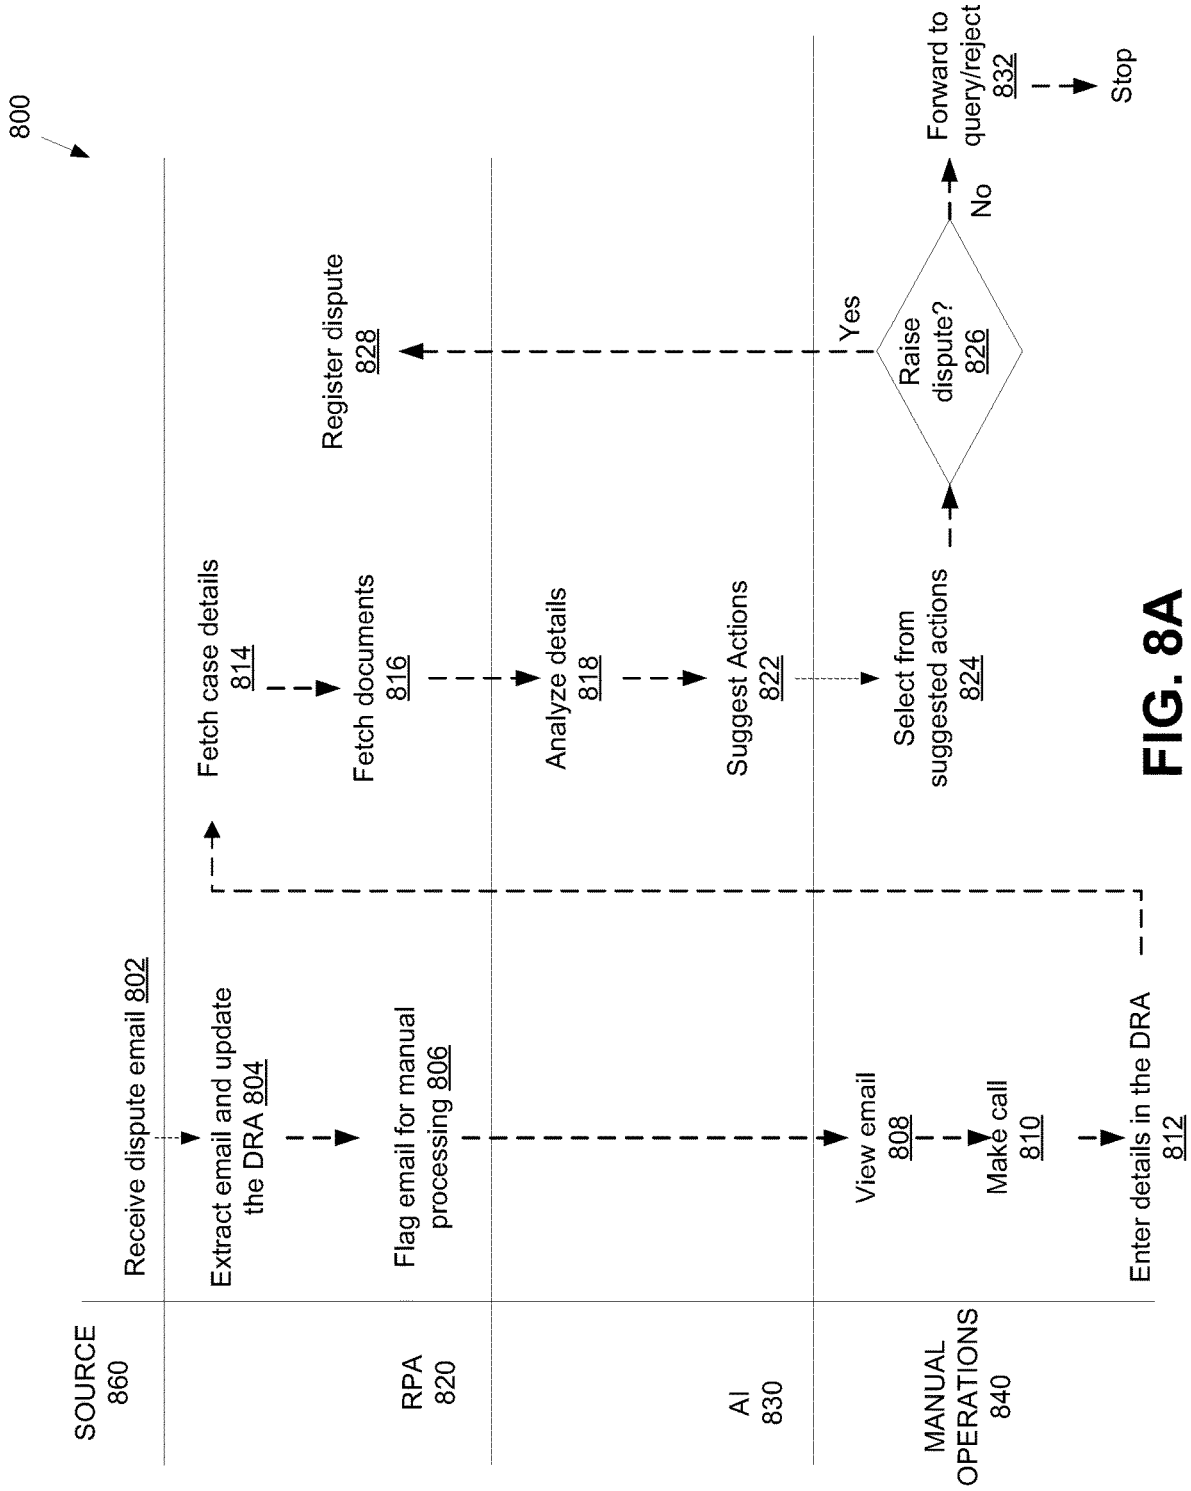 800
SOURCE
860
RPA
820
AI
830
MANUAL
OPERATIONS
840
Receive dispute email 802
Extract email and update
the DRA 804
Flag email for manual
processing 806
View email
808
Make call
810
Enter details in the DRA
812
Fetch case details
814
Fetch documents
816
Analyze details
818
Suggest Actions
822
Select from
suggested actions
824
Raise
dispute?
826
Yes
Register dispute
828
No
Forward to
query/reject
832
Stop
FIG. 8A